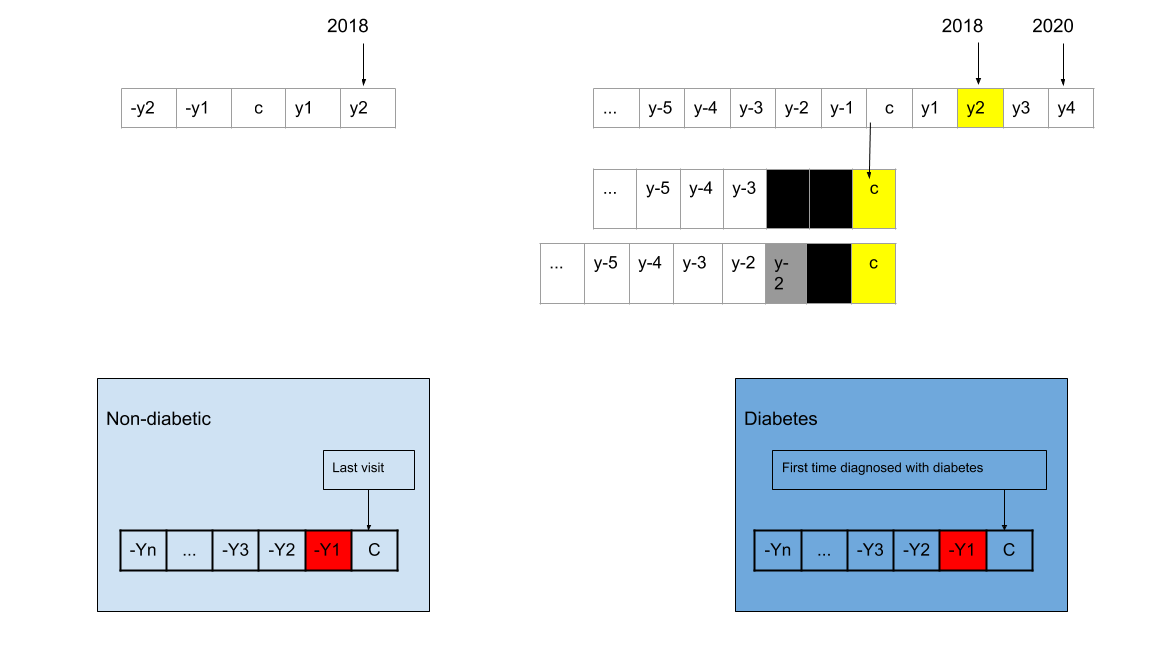 2018
-y2 -y1 c y1 y2
2018 2020
... y-5 y-4 y-3 y-2 y-1 c y1 y2 y3 y4
... y-5 y-4 y-3 c
... y-5 y-4 y-3 y-2 y-
2 c
Non-diabetic
Last visit
-Yn ... -Y3 -Y2 -Y1 C
Diabetes
First time diagnosed with diabetes
-Yn ... -Y3 -Y2 -Y1 C